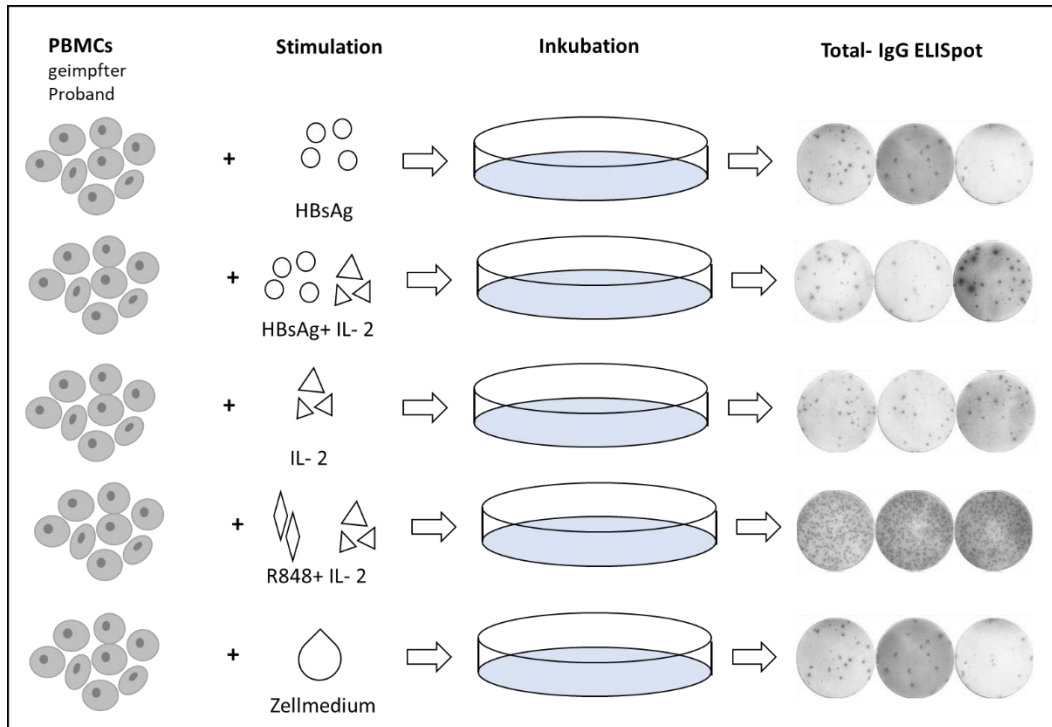 PBMCs
geimpfter
Proband
Stimulation
Inkubation
Total- IgG ELISpot
+
HBsAg
+
HBsAg+ IL- 2
+
IL- 2
+
R848+ IL- 2
+
Zellmedium